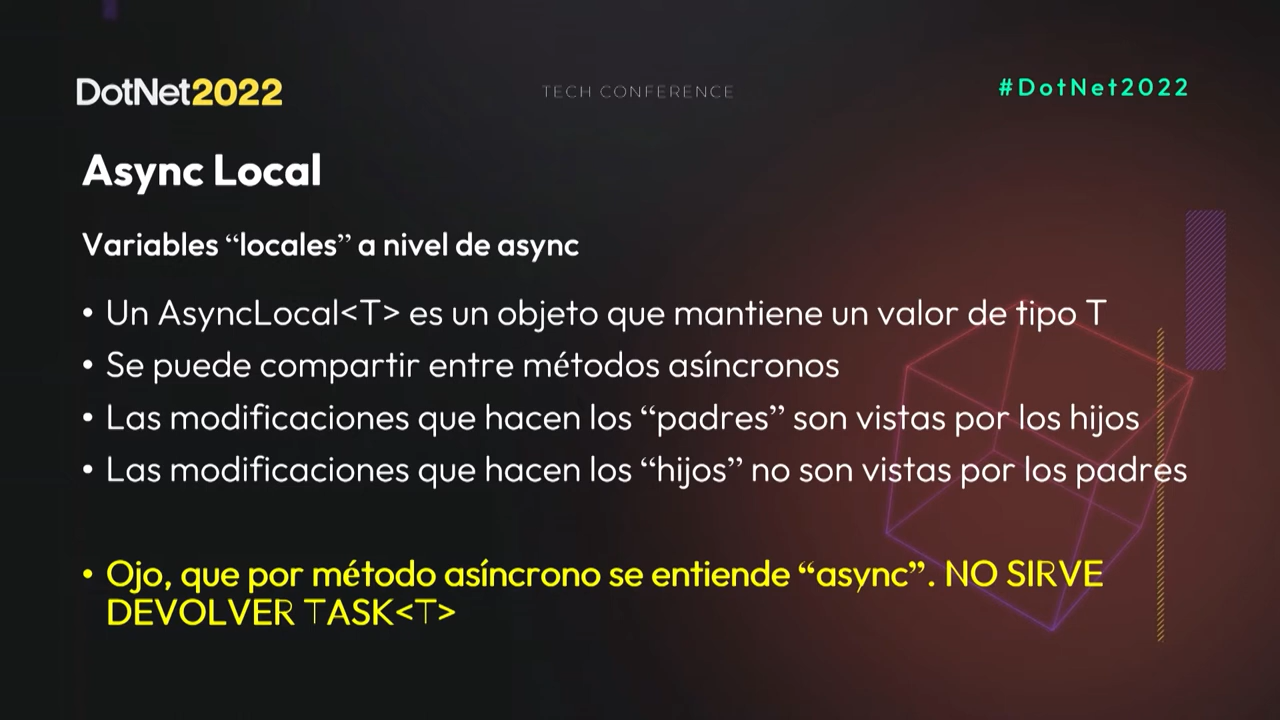 DotNet2022
TECH CONFERENCE
#DotNet2022
Async Local
Variables “locales” a nivel de async
• Un AsyncLocal<T> es un objeto que mantiene un valor de tipo T
• Se puede compartir entre métodos asíncronos
• Las modificaciones que hacen los “padres” son vistas por los hijos
• Las modificaciones que hacen los “hijos” no son vistas por los padres
• Ojo, que por método asíncrono se entiende “async”. NO SIRVE
DEVOLVER TASK<T>